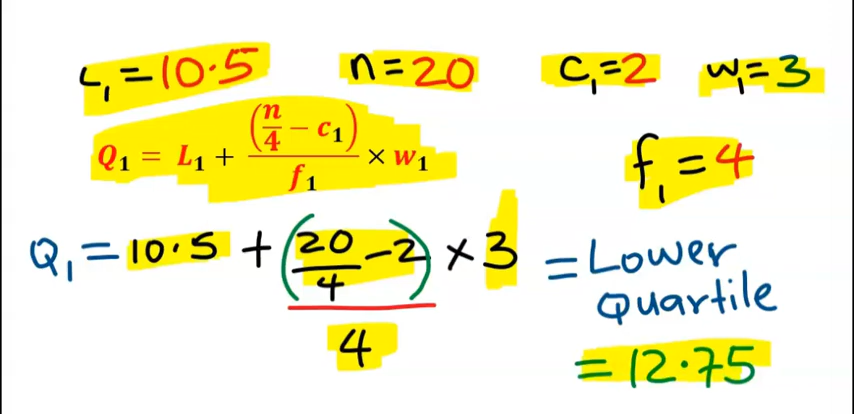 L₁=10.5 n=20 C₁=2 W₁=3
Q₁ = L₁ + (n/4 − c₁)/f₁ × w₁
f₁=4
Q₁=10.5 + (20/4 −2)/4 × 3
=Lower
Quartile
=12.75